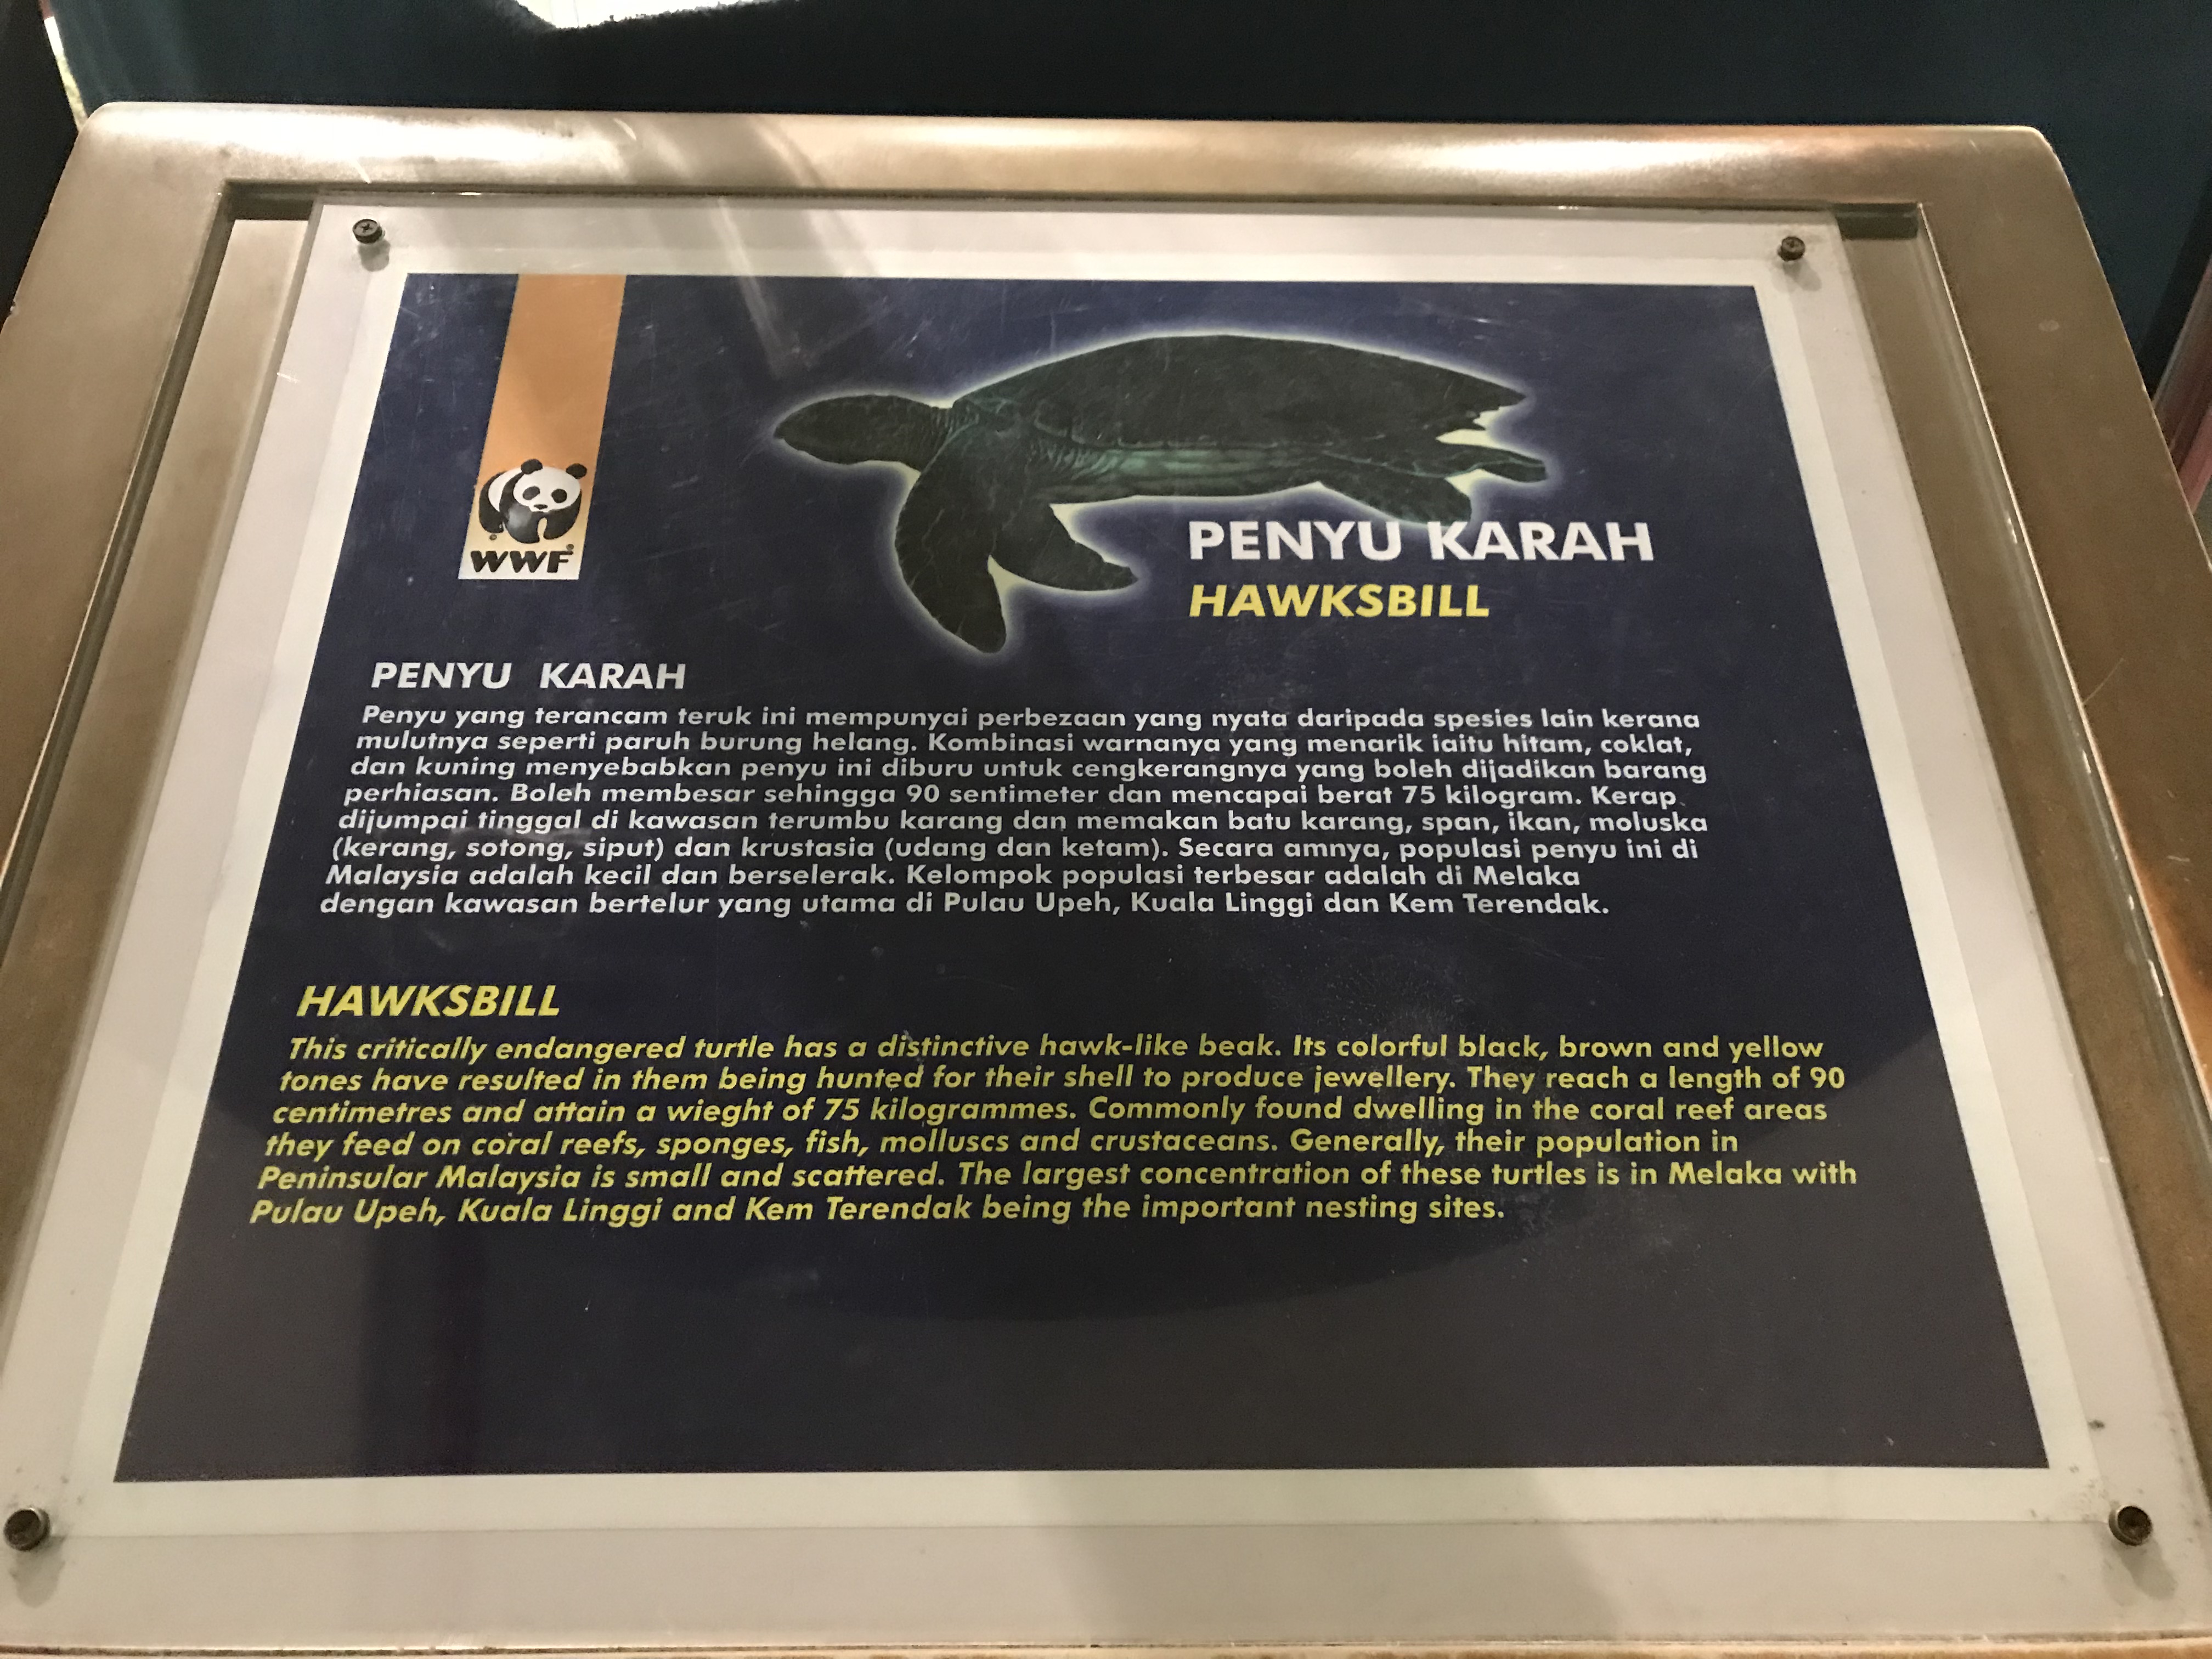 WWF
PENYU KARAH
HAWKSBILL
PENYU KARAH
Penyu yang terancam teruk ini mempunyai perbezaan yang nyata daripada spesies lain kerana
mulutnya seperti paruh burung helang. Kombinasi warnanya yang menarik iaitu hitam, coklat,
dan kuning menyebabkan penyu ini diburu untuk cengkerangnya yang boleh dijadikan barang
perhiasan. Boleh membesar sehingga 90 sentimeter dan mencapai berat 75 kilogram. Kerap
dijumpai tinggal di kawasan terumbu karang dan memakan batu karang, span, ikan, moluska
(kerang, sotong, siput) dan krustasia (udang dan ketam). Secara amnya, populasi penyu ini di
Malaysia adalah kecil dan berselerak. Kelompok populasi terbesar adalah di Melaka
dengan kawasan bertelur yang utama di Pulau Upeh, Kuala Linggi dan Kem Terendak.
HAWKSBILL
This critically endangered turtle has a distinctive hawk-like beak. Its colorful black, brown and yellow
tones have resulted in them being hunted for their shell to produce jewellery. They reach a length of 90
centimetres and attain a wieght of 75 kilogrammes. Commonly found dwelling in the coral reef areas
they feed on coral reefs, sponges, fish, molluscs and crustaceans. Generally, their population in
Peninsular Malaysia is small and scattered. The largest concentration of these turtles is in Melaka with
Pulau Upeh, Kuala Linggi and Kem Terendak being the important nesting sites.